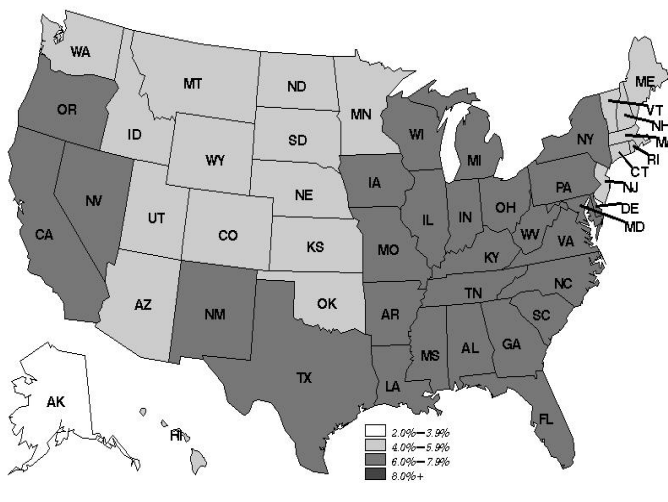 WA
MT
ND
MN
ME
VT
NH
MA
RI
CT
NY
OR
ID
WY
SD
WI
MI
NE
IA
PA
NJ
DE
MD
NV
UT
CO
KS
MO
IL
IN
OH
WV
VA
KY
CA
AZ
NM
OK
AR
TN
NC
SC
TX
LA
MS
AL
GA
FL
AK
RI
2.0%–3.9%
4.0%–5.9%
6.0%–7.9%
8.0%+